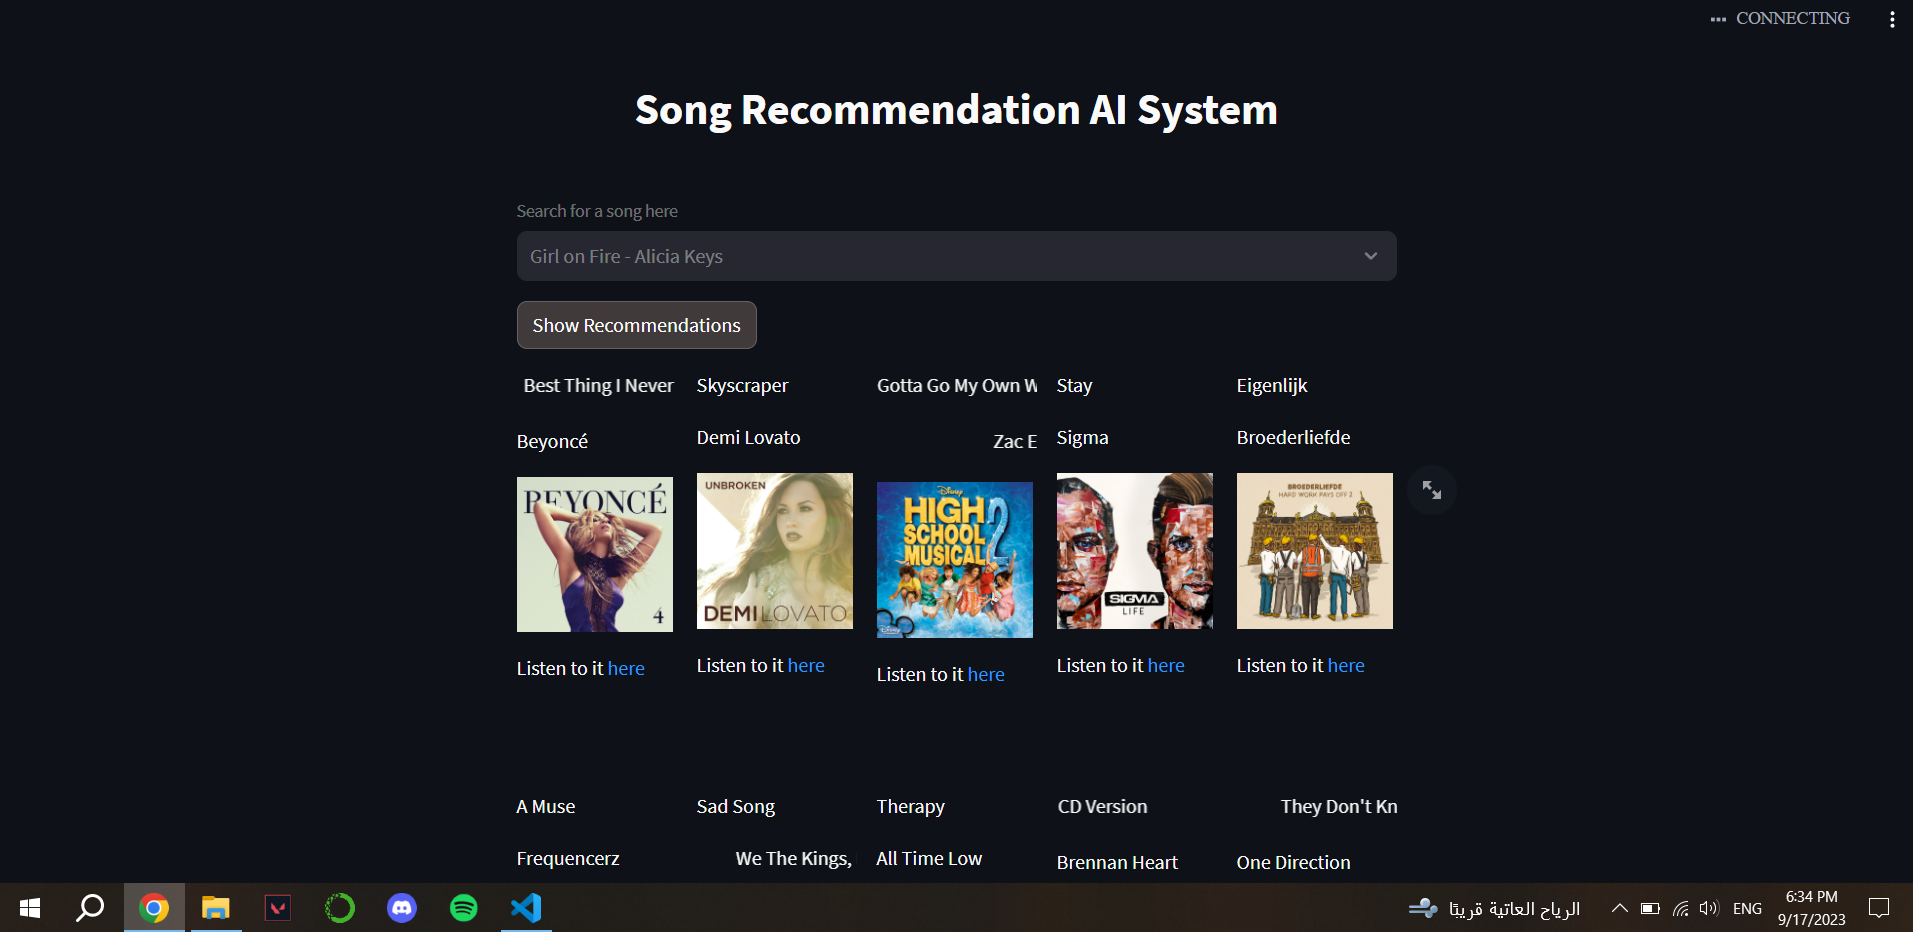 CONNECTING
Song Recommendation AI System
Search for a song here
Girl on Fire - Alicia Keys
Show Recommendations
Best Thing I Never
Skyscraper
Gotta Go My Own W
Stay
Eigenlijk
Beyoncé
Demi Lovato
Zac E
Sigma
Broederliefde
BEYONCÉ
4
UNBROKEN
DEMI LOVATO
Disney
HIGH
SCHOOL
MUSICAL 2
SIGMA
LIFE
BROEDERLIEFDE
HARD WORK PAYS OFF 2
Listen to it here
Listen to it here
Listen to it here
Listen to it here
Listen to it here
A Muse
Sad Song
Therapy
CD Version
They Don't Kn
Frequencerz
We The Kings,
All Time Low
Brennan Heart
One Direction
الرياح العاتية قريبًا
ENG
6:34 PM
9/17/2023